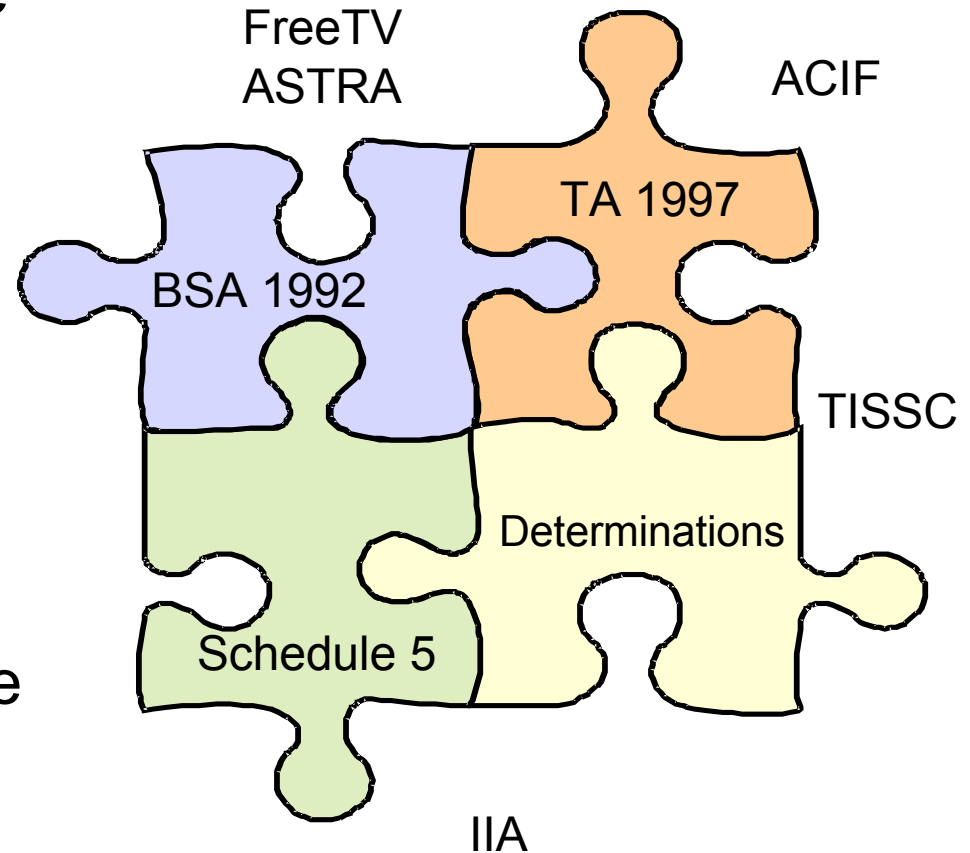 FreeTV
ASTRA
ACIF
TA 1997
BSA 1992
TISSC
Determinations
Schedule 5
e
IIA